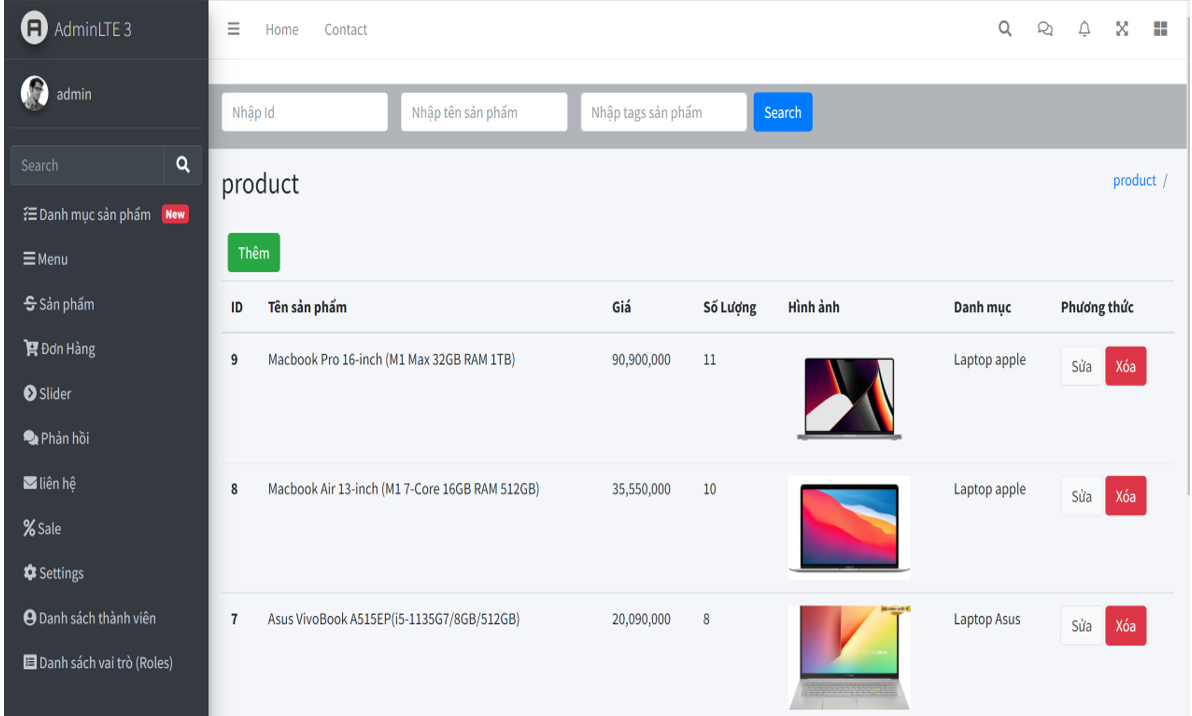 AdminLTE 3
Home Contact
admin
Nhập Id Nhập tên sản phẩm Nhập tags sản phẩm Search
Search
product
product /
Danh mục sản phẩm New
Menu
Sản phẩm
Đơn Hàng
Slider
Phản hồi
liên hệ
Sale
Settings
Danh sách thành viên
Danh sách vai trò (Roles)
Thêm
ID Tên sản phẩm Giá Số Lượng Hình ảnh Danh mục Phương thức
9 Macbook Pro 16-inch (M1 Max 32GB RAM 1TB) 90,900,000 11 Laptop apple Sửa Xóa
8 Macbook Air 13-inch (M1 7-Core 16GB RAM 512GB) 35,550,000 10 Laptop apple Sửa Xóa
7 Asus VivoBook A515EP(i5-1135G7/8GB/512GB) 20,090,000 8 Laptop Asus Sửa Xóa